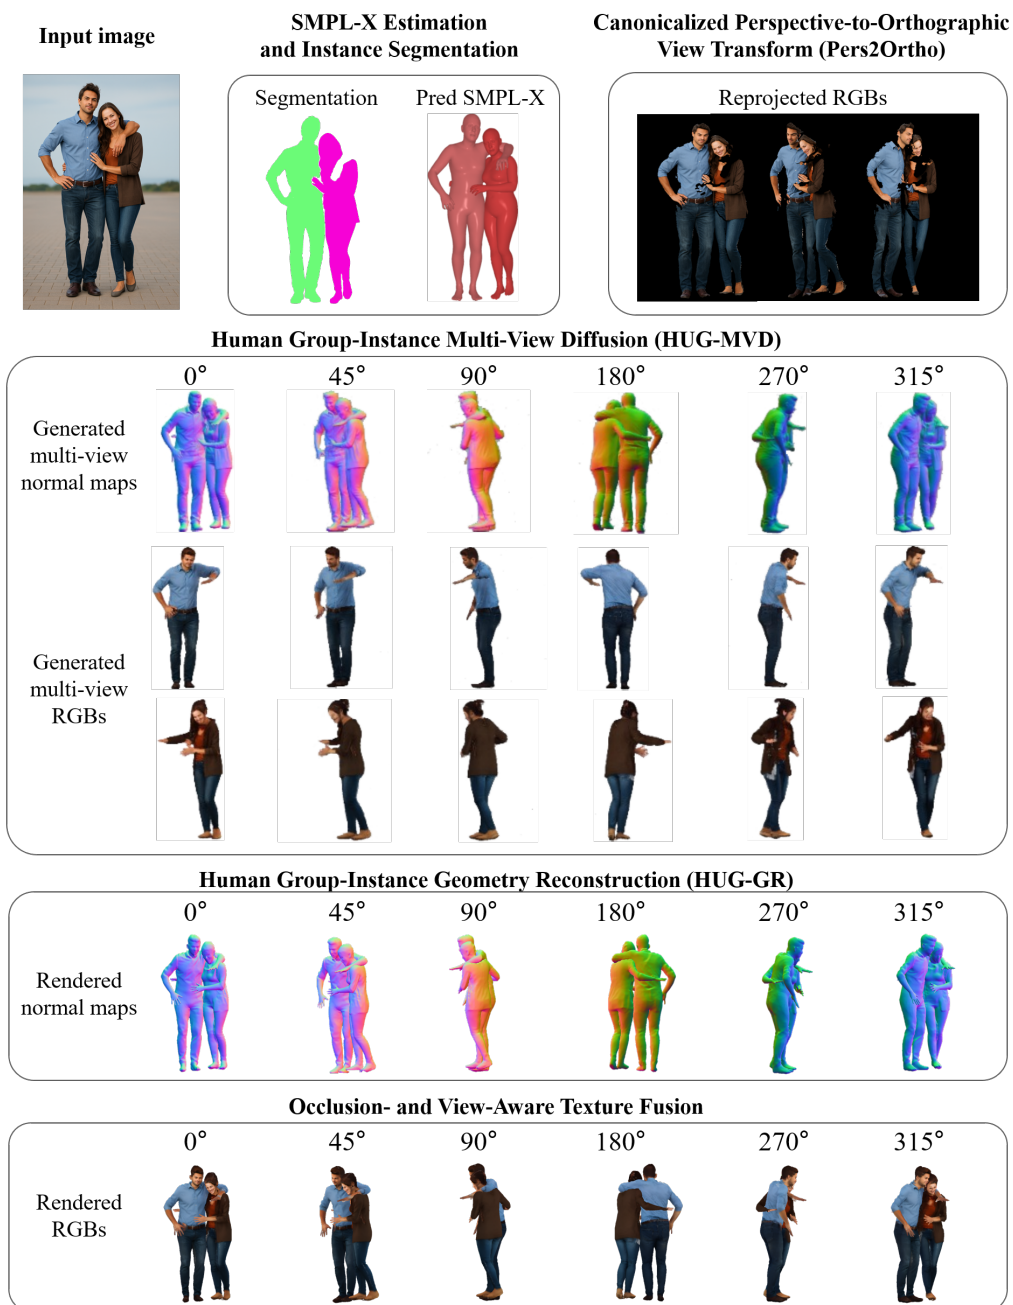 Input image
SMPL-X Estimation
and Instance Segmentation
Canonicalized Perspective-to-Orthographic
View Transform (Pers2Ortho)
Segmentation
Pred SMPL-X
Reprojected RGBs
Human Group-Instance Multi-View Diffusion (HUG-MVD)
0° 45° 90° 180° 270° 315°
Generated
multi-view
normal maps
Generated
multi-view
RGBs
Human Group-Instance Geometry Reconstruction (HUG-GR)
0° 45° 90° 180° 270° 315°
Rendered
normal maps
Occlusion- and View-Aware Texture Fusion
0° 45° 90° 180° 270° 315°
Rendered
RGBs